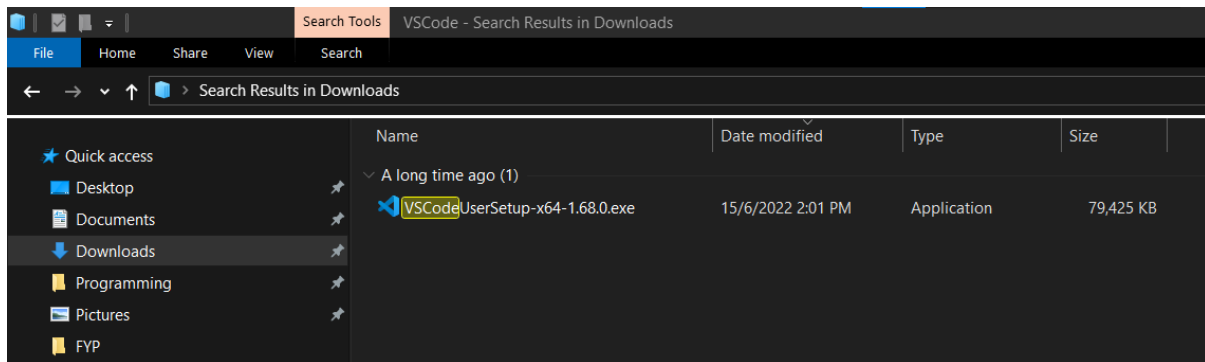 Search Tools VSCode - Search Results in Downloads
File Home Share View Search
Search Results in Downloads
Name Date modified Type Size
Quick access
A long time ago (1)
Desktop
VSCodeUserSetup-x64-1.68.0.exe 15/6/2022 2:01 PM Application 79,425 KB
Documents
Downloads
Programming
Pictures
FYP